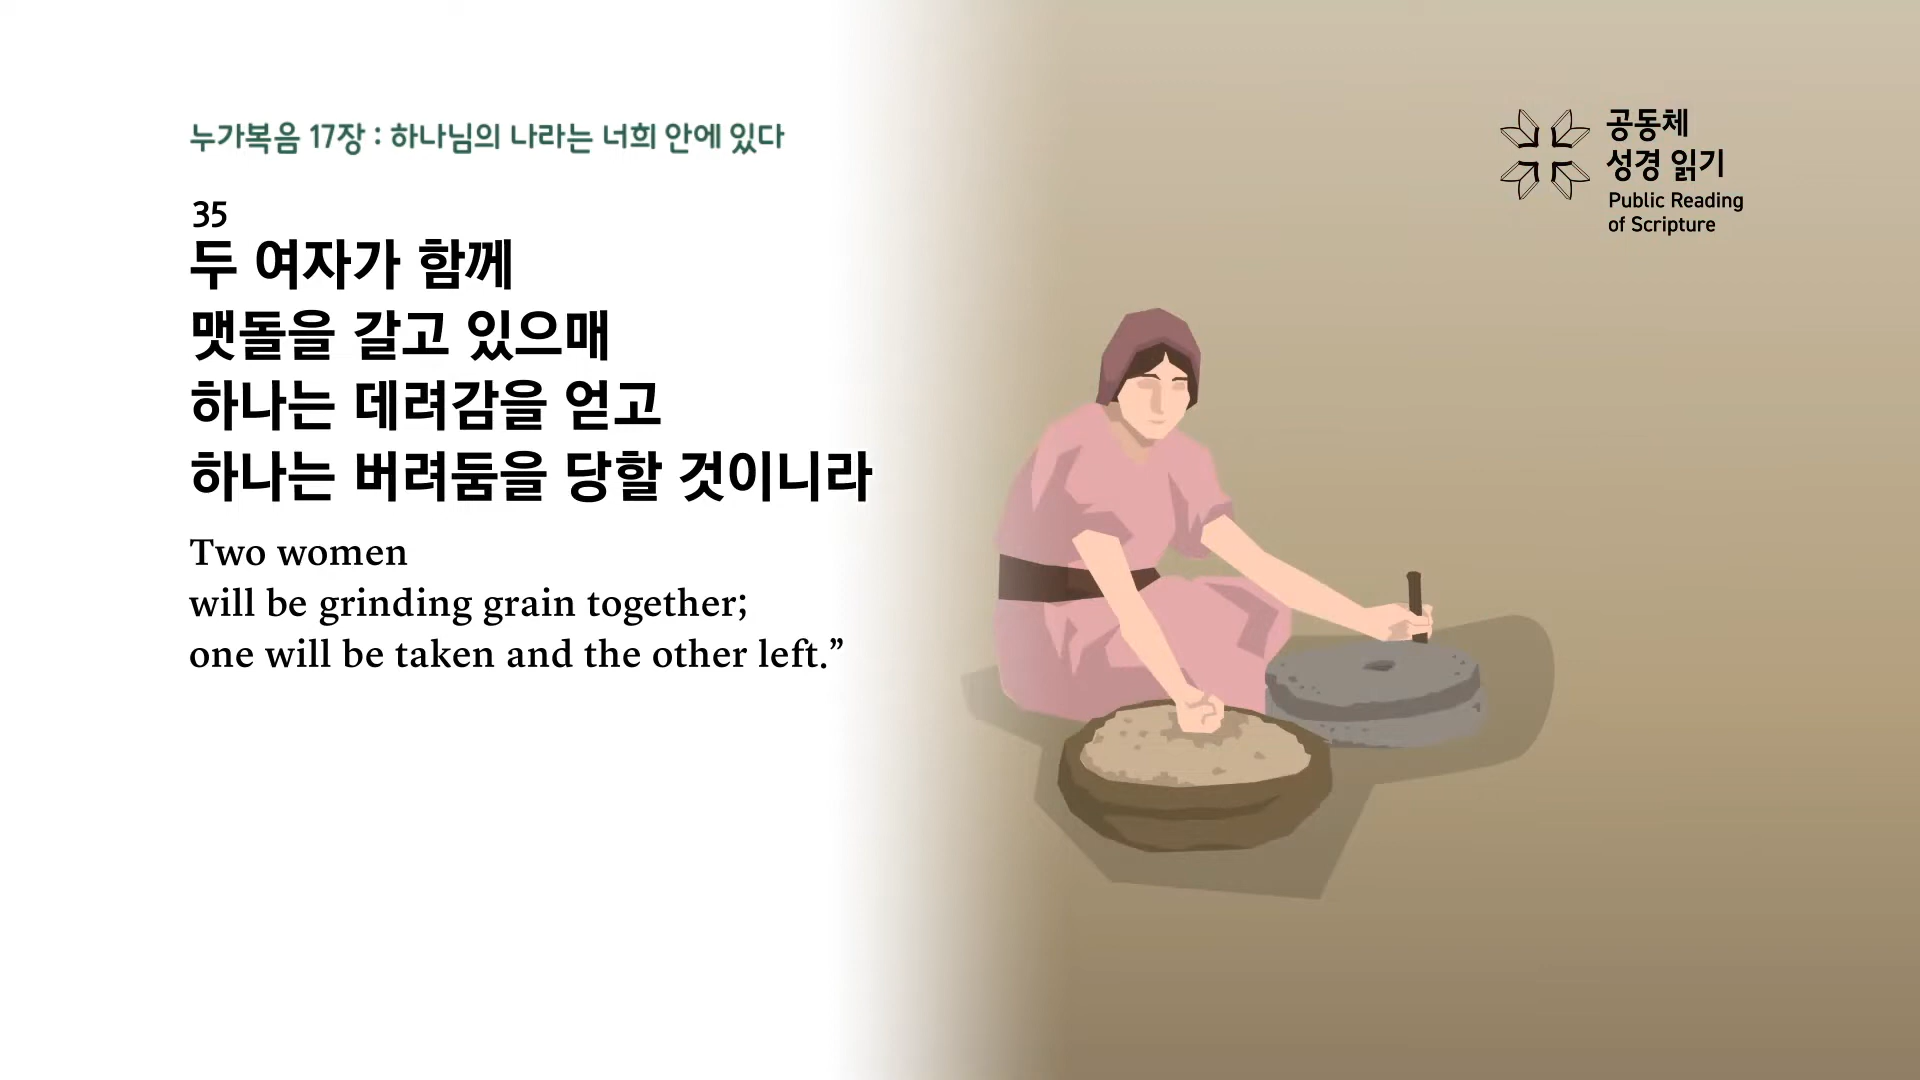 누가복음 17장 : 하나님의 나라는 너희 안에 있다
35
두 여자가 함께
맷돌을 갈고 있으매
하나는 데려감을 얻고
하나는 버려둠을 당할 것이니라
Two women
will be grinding grain together;
one will be taken and the other left.”
공동체
성경 읽기
Public Reading
of Scripture